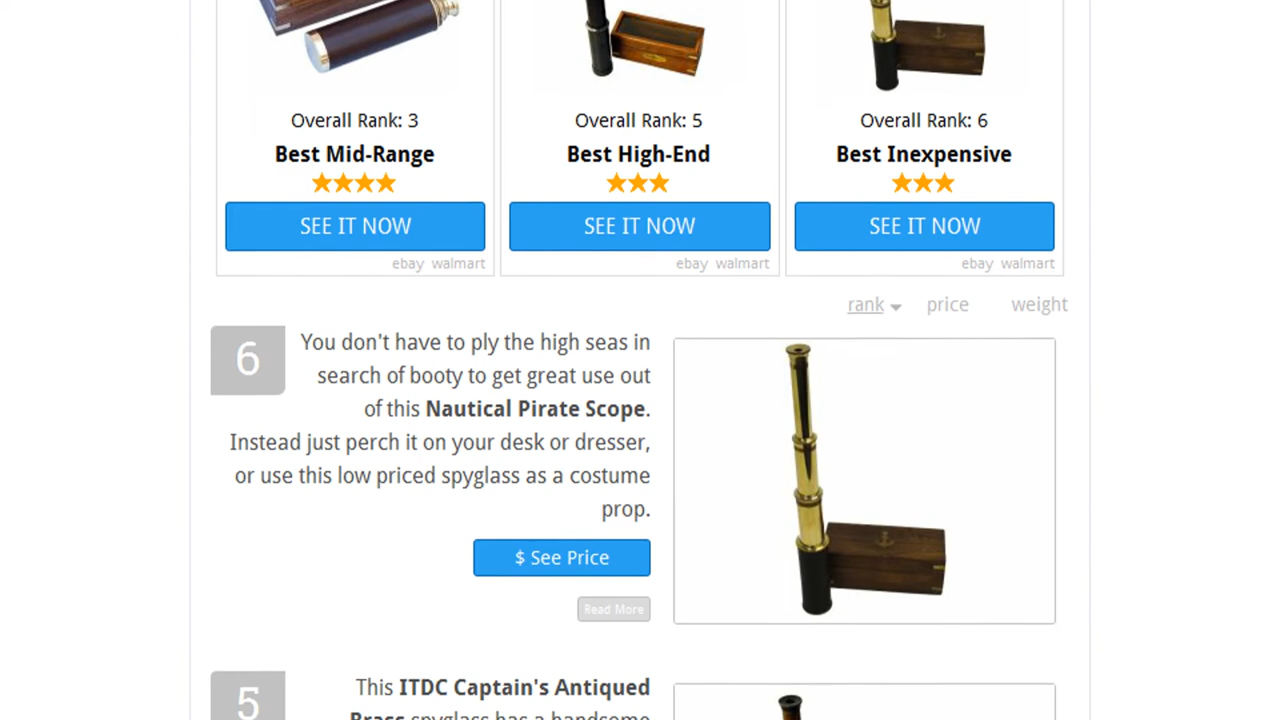 Overall Rank: 3
Best Mid-Range
SEE IT NOW
ebay walmart
Overall Rank: 5
Best High-End
SEE IT NOW
ebay walmart
Overall Rank: 6
Best Inexpensive
SEE IT NOW
ebay walmart
rank price weight
6
You don't have to ply the high seas in
search of booty to get great use out
of this Nautical Pirate Scope.
Instead just perch it on your desk or dresser,
or use this low priced spyglass as a costume
prop.
$ See Price
Read More
5
This ITDC Captain's Antiqued
Brass spyglass has a handsome